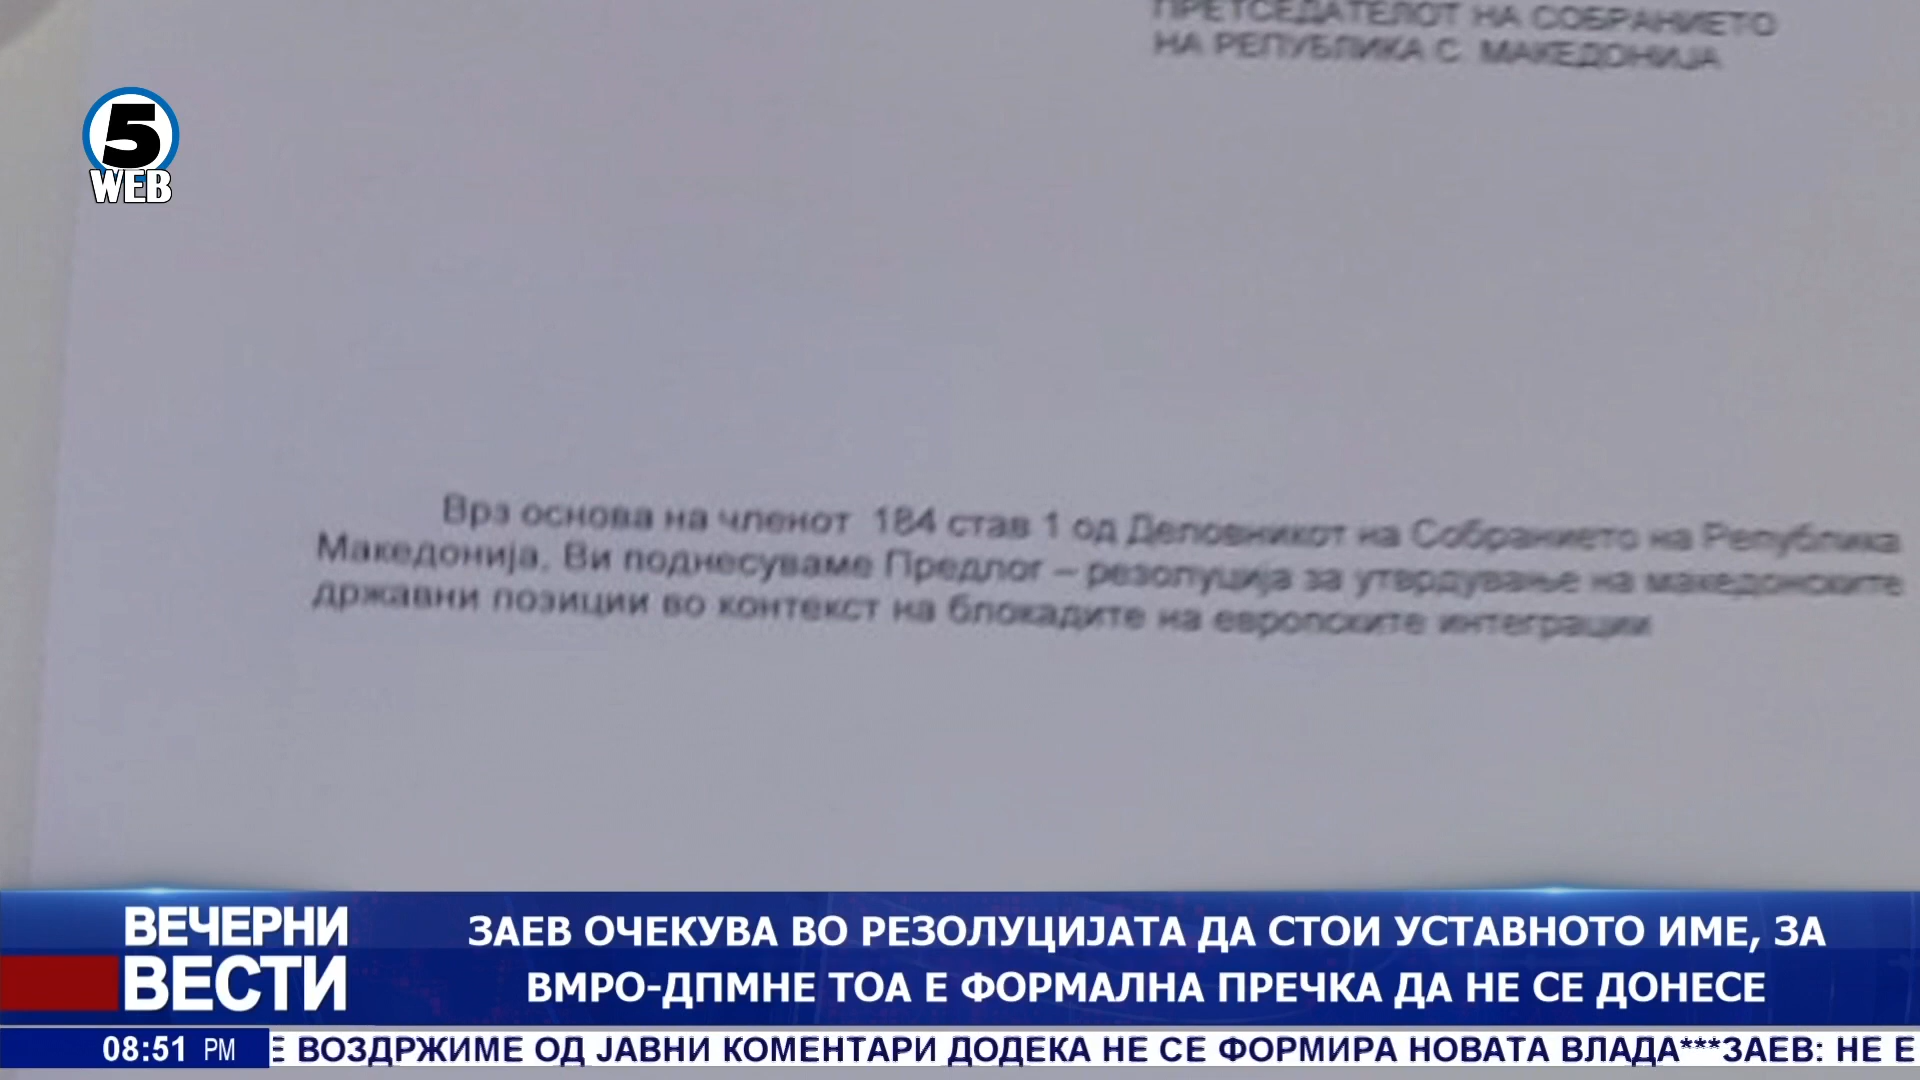 ПРЕТСЕДАТЕЛОТ НА СОБРАНИЕТО
НА РЕПУБЛИКА С. МАКЕДОНИЈА
5
WEB
Врз основа на членот 184 став 1 од Деловникот на Собранието на Република
Македонија, Ви поднесуваме Предлог – резолуција за утврдување на македонските
државни позиции во контекст на блокадите на европските интеграции
ВЕЧЕРНИ
ВЕСТИ
ЗАЕВ ОЧЕКУВА ВО РЕЗОЛУЦИЈАТА ДА СТОИ УСТАВНОТО ИМЕ, ЗА
ВМРО-ДПМНЕ ТОА Е ФОРМАЛНА ПРЕЧКА ДА НЕ СЕ ДОНЕСЕ
08:51 PM Е ВОЗДРЖИМЕ ОД ЈАВНИ КОМЕНТАРИ ДОДЕКА НЕ СЕ ФОРМИРА НОВАТА ВЛАДА***ЗАЕВ: НЕ Е